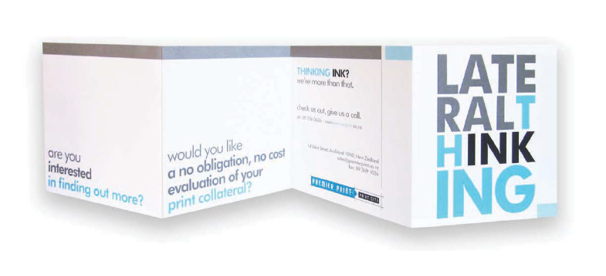 are you
interested
in finding out more?
would you like
a no obligation, no cost
evaluation of your
print collateral?
THINKING INK?
we're more than that.
check us out, give us a call.
PREMIER PRINT
LATE
RALT
HINK
ING